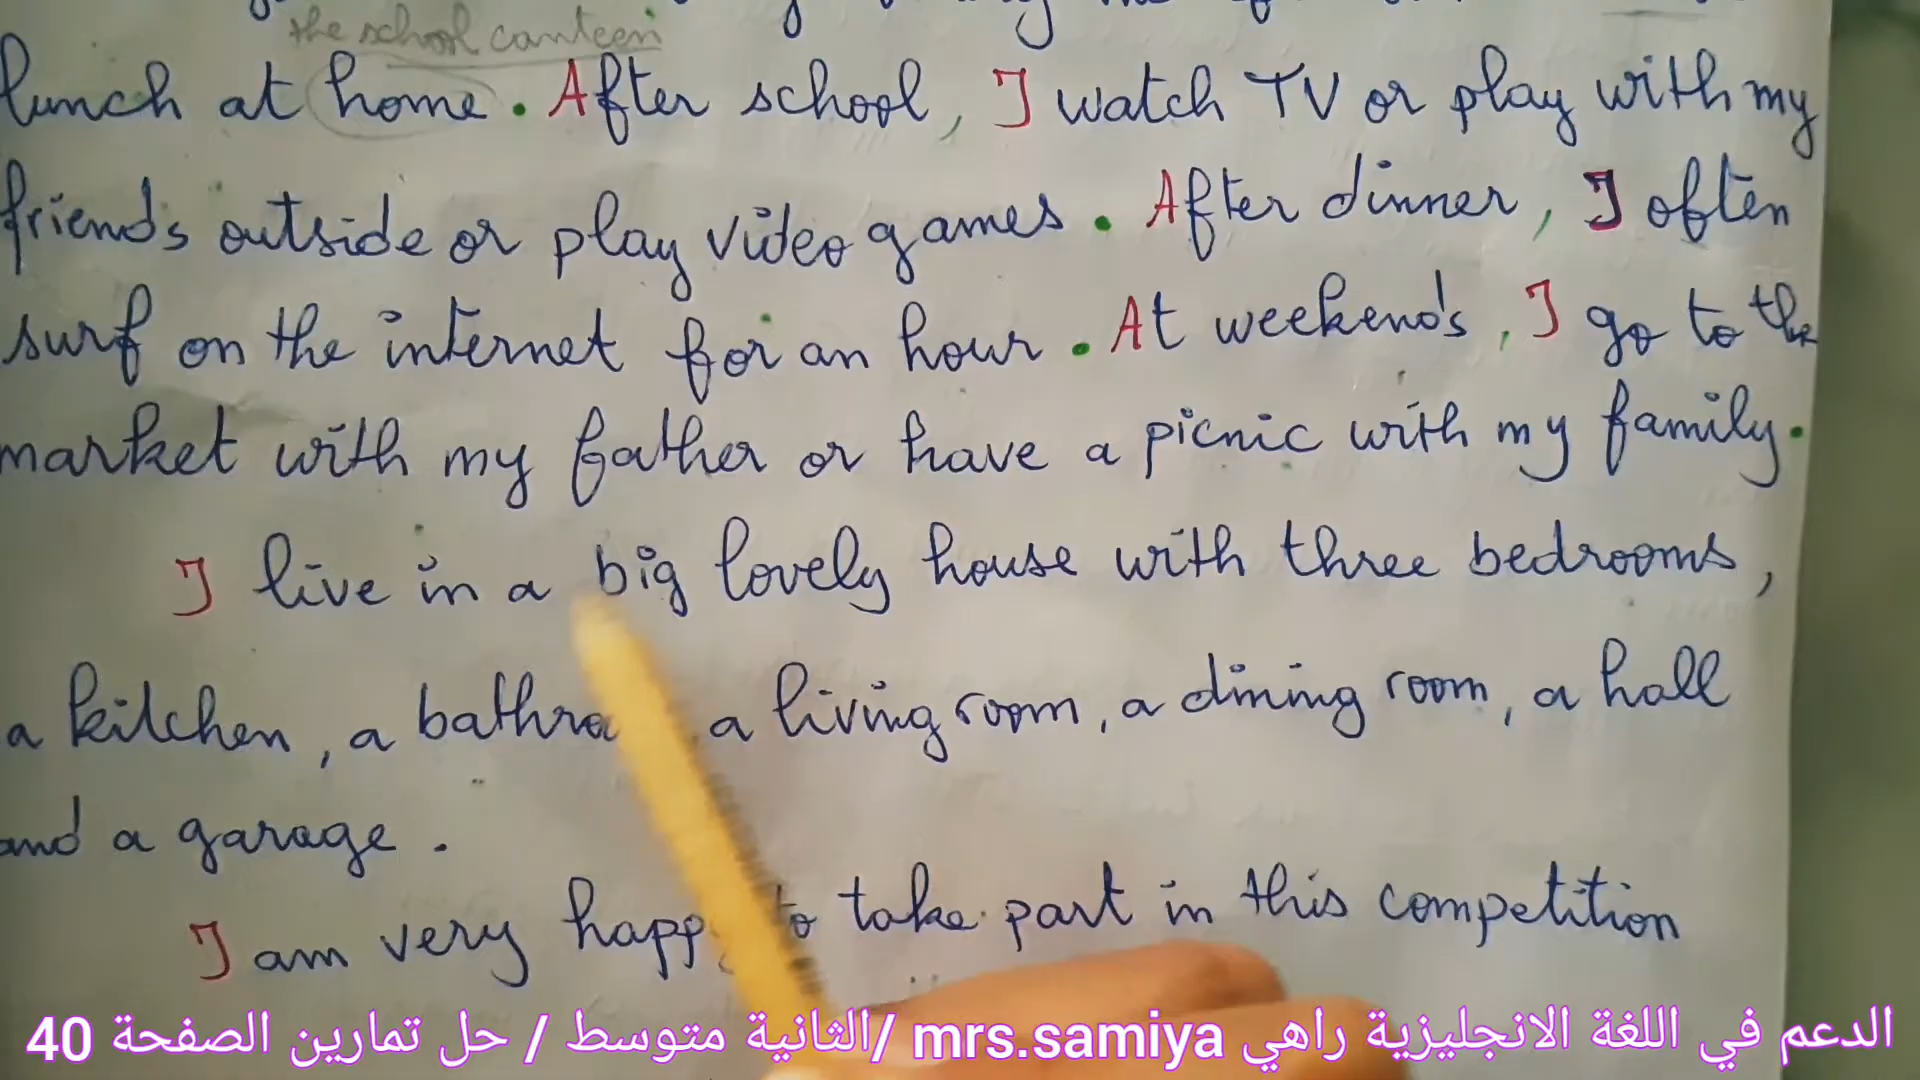 the school canteen
lunch at home. After school, I watch TV or play with my
friends outside or play video games. After dinner, I often
surf on the internet for an hour. At weekends, I go to the
market with my father or have a picnic with my family.
I live in a big lovely house with three bedrooms,
a kitchen, a bathroo , a living room, a dining room, a hall
and a garage.
I am very happy to take part in this competition
الدعم في اللغة الانجليزية راهي mrs.samiya /الثانية متوسط / حل تمارين الصفحة 40